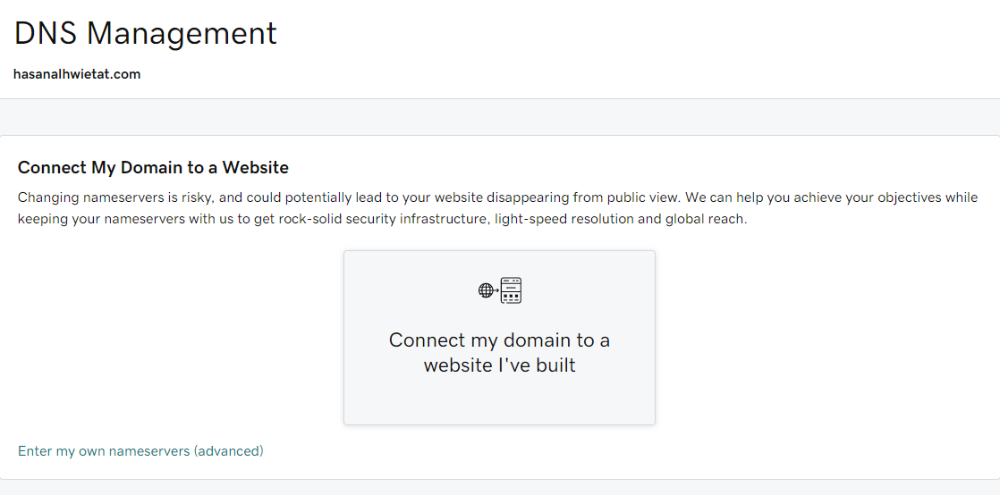 DNS Management
hasanalhwietat.com
Connect My Domain to a Website
Changing nameservers is risky, and could potentially lead to your website disappearing from public view. We can help you achieve your objectives while
keeping your nameservers with us to get rock-solid security infrastructure, light-speed resolution and global reach.
Connect my domain to a
website I've built
Enter my own nameservers (advanced)